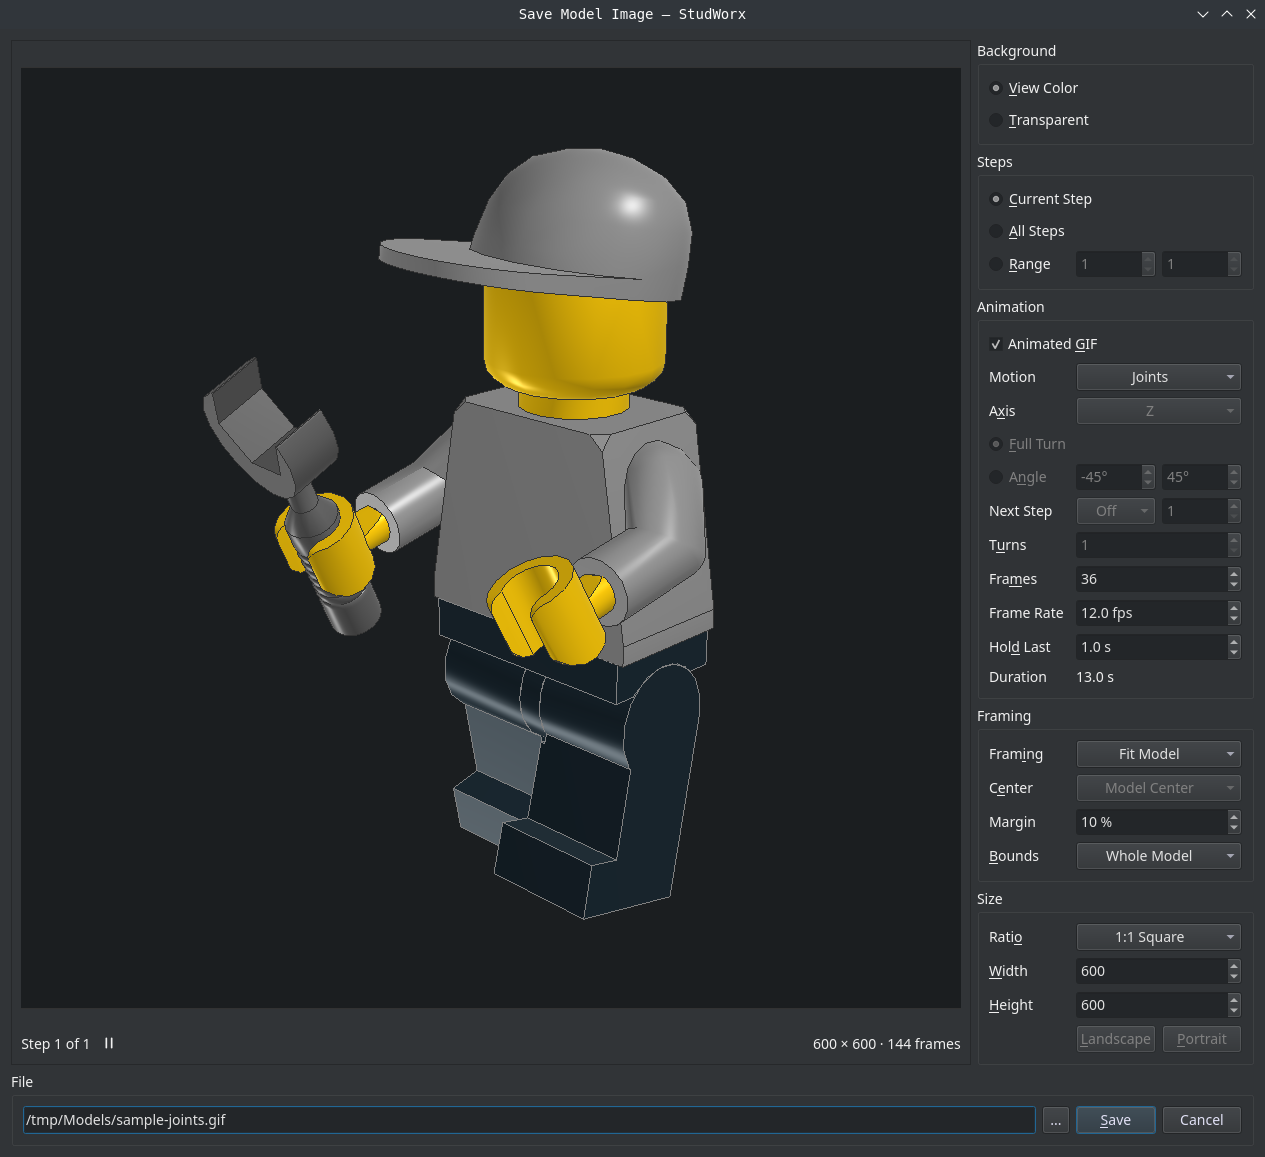 Save Model Image — StudWorx
Background
View Color
Transparent
Steps
Current Step
All Steps
Range 1 1
Animation
Animated GIF
Motion Joints
Axis Z
Full Turn
Angle -45° 45°
Next Step Off 1
Turns 1
Frames 36
Frame Rate 12.0 fps
Hold Last 1.0 s
Duration 13.0 s
Framing
Framing Fit Model
Center Model Center
Margin 10 %
Bounds Whole Model
Size
Ratio 1:1 Square
Width 600
Height 600
Landscape Portrait
Step 1 of 1 600 × 600 · 144 frames
File
/tmp/Models/sample-joints.gif ... Save Cancel